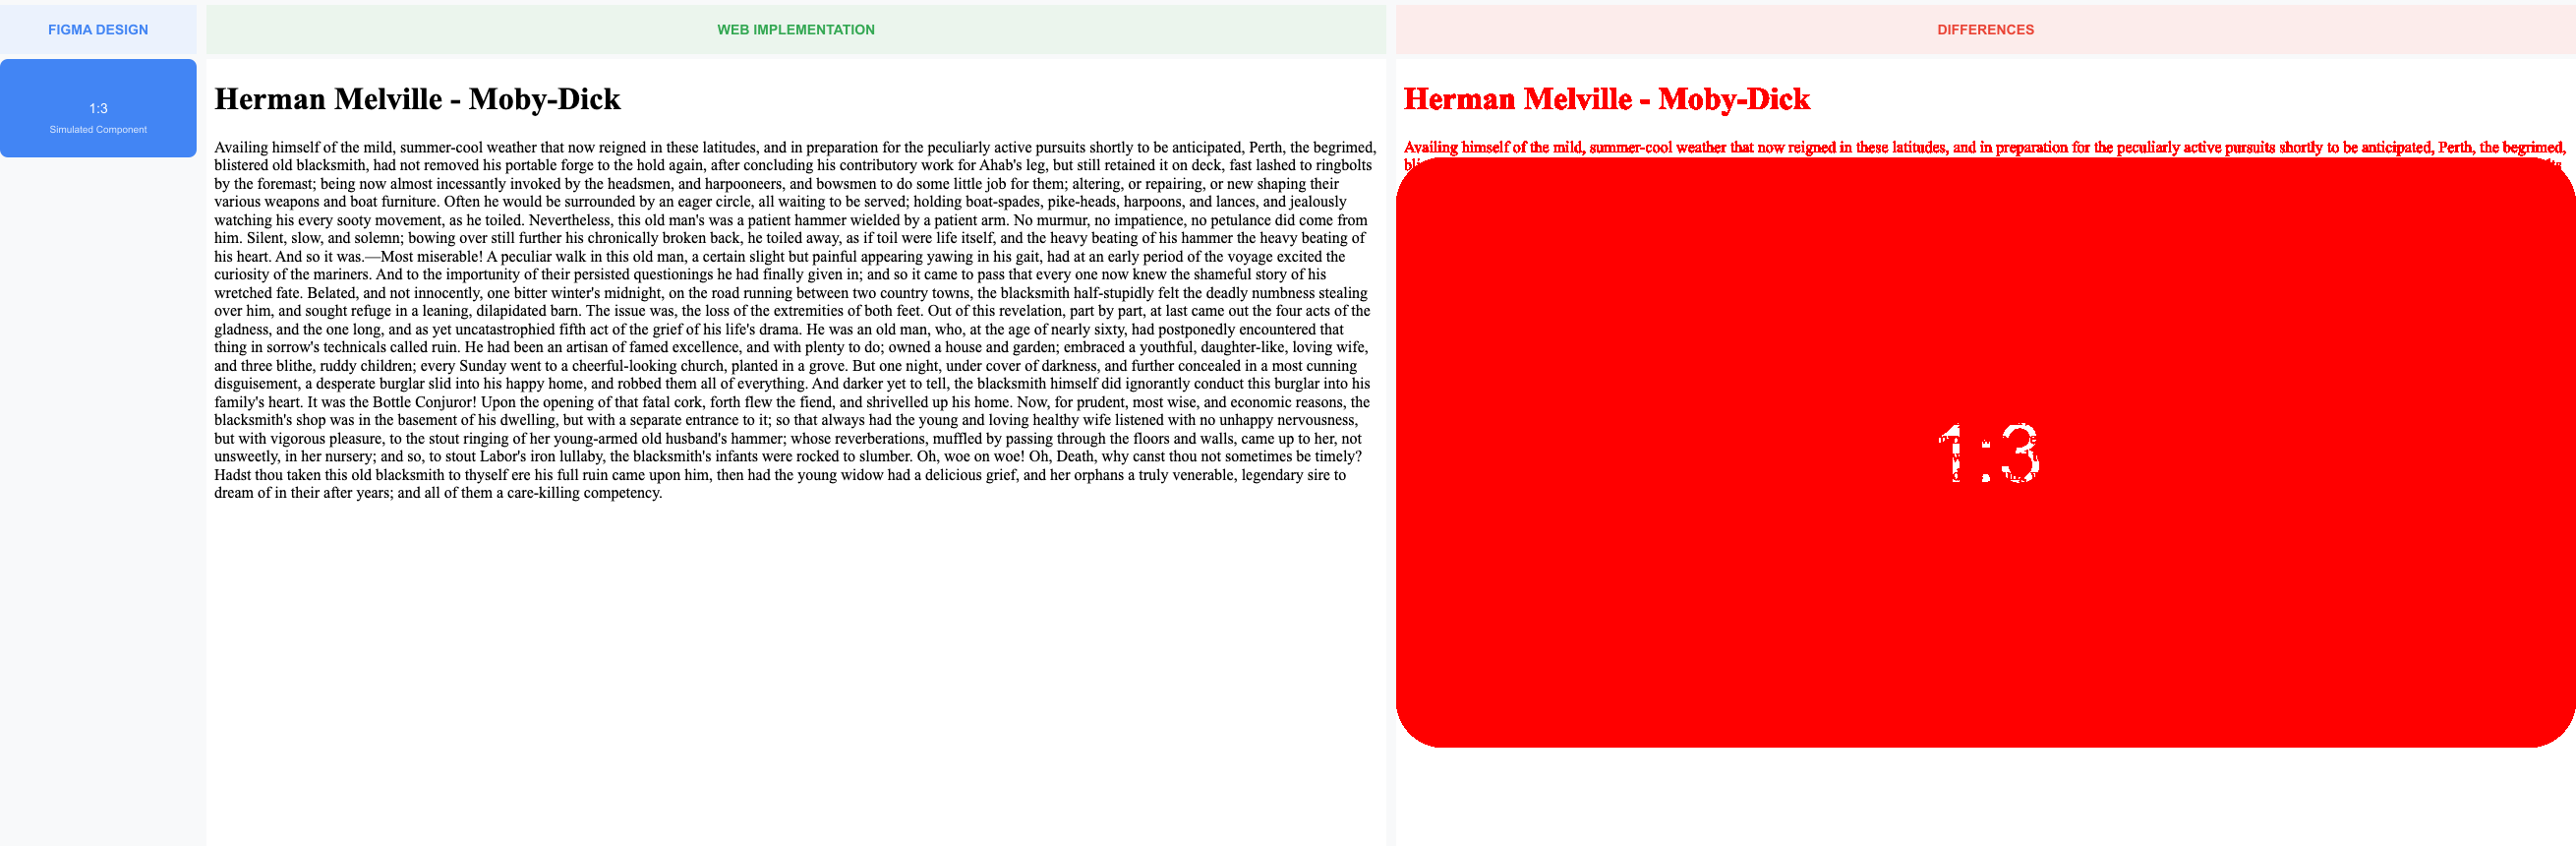 FIGMA DESIGN
WEB IMPLEMENTATION
DIFFERENCES
1:3
Simulated Component
Herman Melville - Moby-Dick
Availing himself of the mild, summer-cool weather that now reigned in these latitudes, and in preparation for the peculiarly active pursuits shortly to be anticipated, Perth, the begrimed,
blistered old blacksmith, had not removed his portable forge to the hold again, after concluding his contributory work for Ahab's leg, but still retained it on deck, fast lashed to ringbolts
by the foremast; being now almost incessantly invoked by the headsmen, and harpooneers, and bowsmen to do some little job for them; altering, or repairing, or new shaping their
various weapons and boat furniture. Often he would be surrounded by an eager circle, all waiting to be served; holding boat-spades, pike-heads, harpoons, and lances, and jealously
watching his every sooty movement, as he toiled. Nevertheless, this old man's was a patient hammer wielded by a patient arm. No murmur, no impatience, no petulance did come from
him. Silent, slow, and solemn; bowing over still further his chronically broken back, he toiled away, as if toil were life itself, and the heavy beating of his hammer the heavy beating of
his heart. And so it was.—Most miserable! A peculiar walk in this old man, a certain slight but painful appearing yawing in his gait, had at an early period of the voyage excited the
curiosity of the mariners. And to the importunity of their persisted questionings he had finally given in; and so it came to pass that every one now knew the shameful story of his
wretched fate. Belated, and not innocently, one bitter winter's midnight, on the road running between two country towns, the blacksmith half-stupidly felt the deadly numbness stealing
over him, and sought refuge in a leaning, dilapidated barn. The issue was, the loss of the extremities of both feet. Out of this revelation, part by part, at last came out the four acts of the
gladness, and the one long, and as yet uncatastrophied fifth act of the grief of his life's drama. He was an old man, who, at the age of nearly sixty, had postponedly encountered that
thing in sorrow's technicals called ruin. He had been an artisan of famed excellence, and with plenty to do; owned a house and garden; embraced a youthful, daughter-like, loving wife,
and three blithe, ruddy children; every Sunday went to a cheerful-looking church, planted in a grove. But one night, under cover of darkness, and further concealed in a most cunning
disguisement, a desperate burglar slid into his happy home, and robbed them all of everything. And darker yet to tell, the blacksmith himself did ignorantly conduct this burglar into his
family's heart. It was the Bottle Conjuror! Upon the opening of that fatal cork, forth flew the fiend, and shrivelled up his home. Now, for prudent, most wise, and economic reasons, the
blacksmith's shop was in the basement of his dwelling, but with a separate entrance to it; so that always had the young and loving healthy wife listened with no unhappy nervousness,
but with vigorous pleasure, to the stout ringing of her young-armed old husband's hammer; whose reverberations, muffled by passing through the floors and walls, came up to her, not
unsweetly, in her nursery; and so, to stout Labor's iron lullaby, the blacksmith's infants were rocked to slumber. Oh, woe on woe! Oh, Death, why canst thou not sometimes be timely?
Hadst thou taken this old blacksmith to thyself ere his full ruin came upon him, then had the young widow had a delicious grief, and her orphans a truly venerable, legendary sire to
dream of in their after years; and all of them a care-killing competency.
Herman Melville - Moby-Dick
Availing himself of the mild, summer-cool weather that now reigned in these latitudes, and in preparation for the peculiarly active pursuits shortly to be anticipated, Perth, the begrimed,
1:3